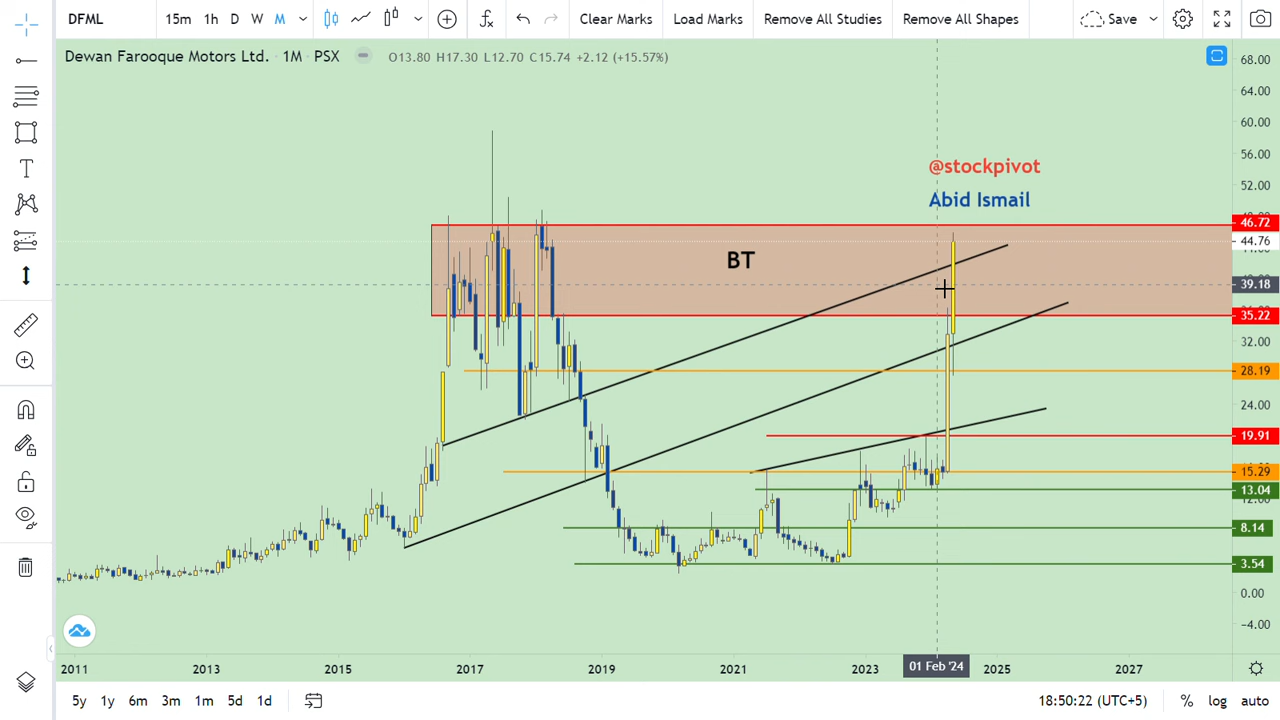 DFML 15m 1h D W M Clear Marks Load Marks Remove All Studies Remove All Shapes Save
Dewan Farooque Motors Ltd. 1M PSX O13.80 H17.30 L12.70 C15.74 +2.12 (+15.57%)
68.00
64.00
60.00
56.00
@stockpivot
52.00
Abid Ismail
46.72
44.76
BT
39.18
35.22
32.00
28.19
24.00
19.91
15.29
13.04
8.14
3.54
0.00
−4.00
2011 2013 2015 2017 2019 2021 2023 01 Feb '24 2025 2027
5y 1y 6m 3m 1m 5d 1d 18:50:22 (UTC+5) % log auto